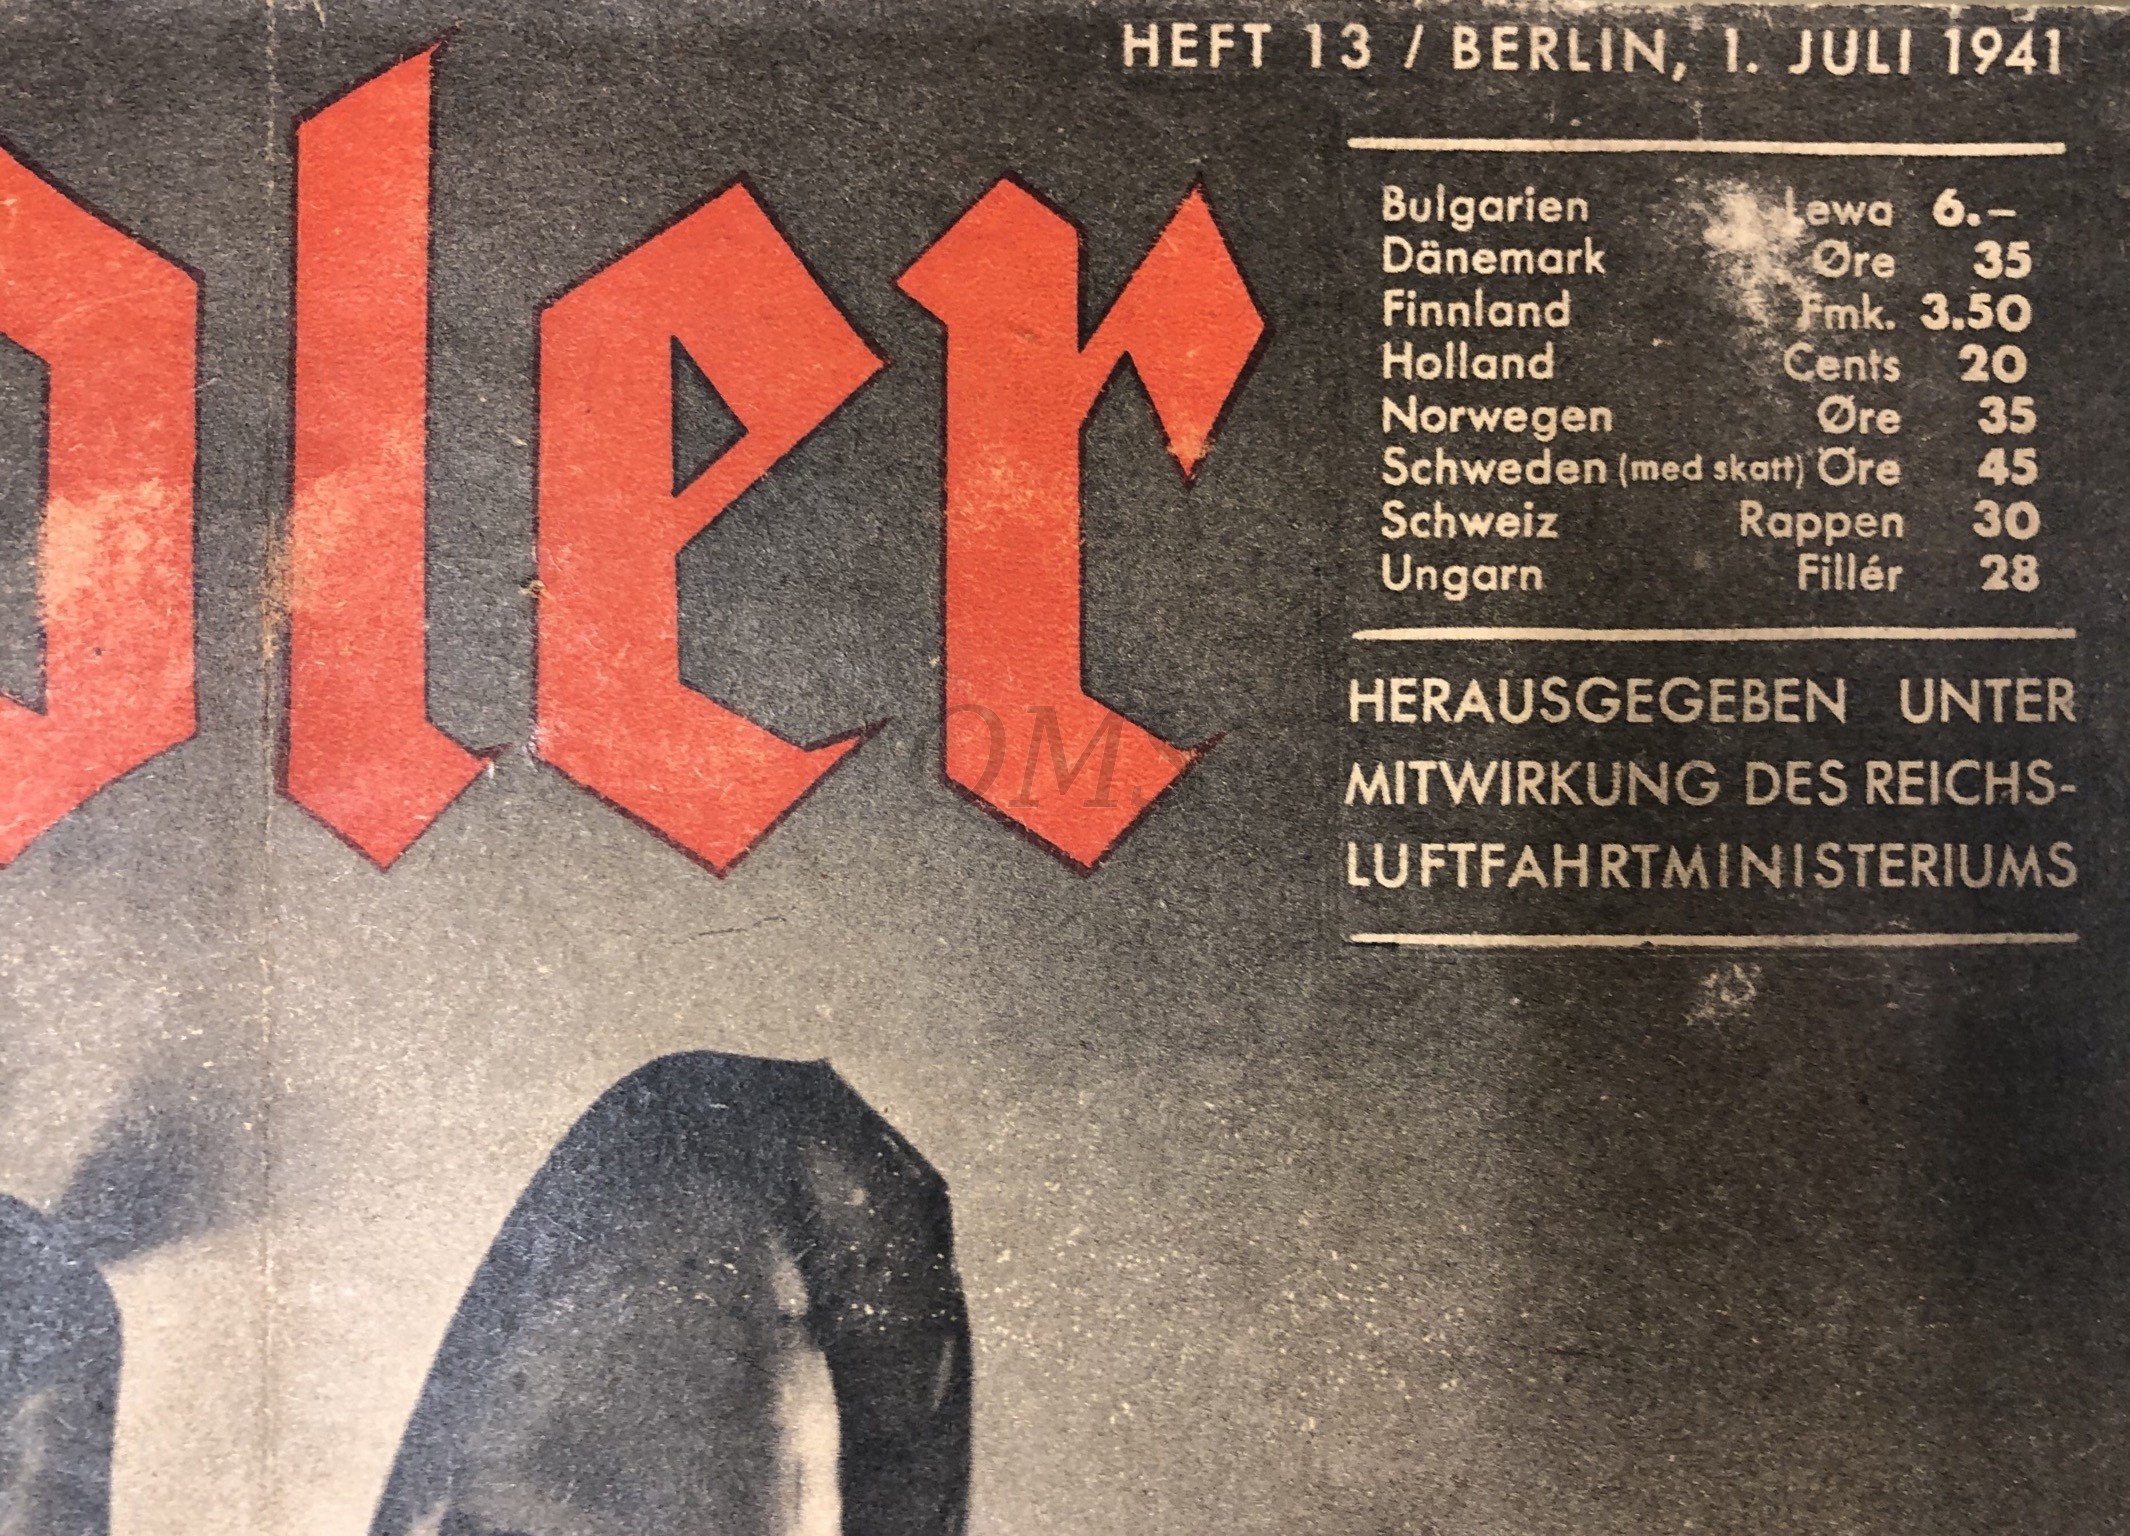 HEFT 13 / BERLIN, 1. JULI 1941
dler
Bulgarien Lewa 6.–
Dänemark Øre 35
Finnland Fmk. 3.50
Holland Cents 20
Norwegen Øre 35
Schweden (med skatt) Öre 45
Schweiz Rappen 30
Ungarn Fillér 28
HERAUSGEGEBEN UNTER
MITWIRKUNG DES REICHS-
LUFTFAHRTMINISTERIUMS